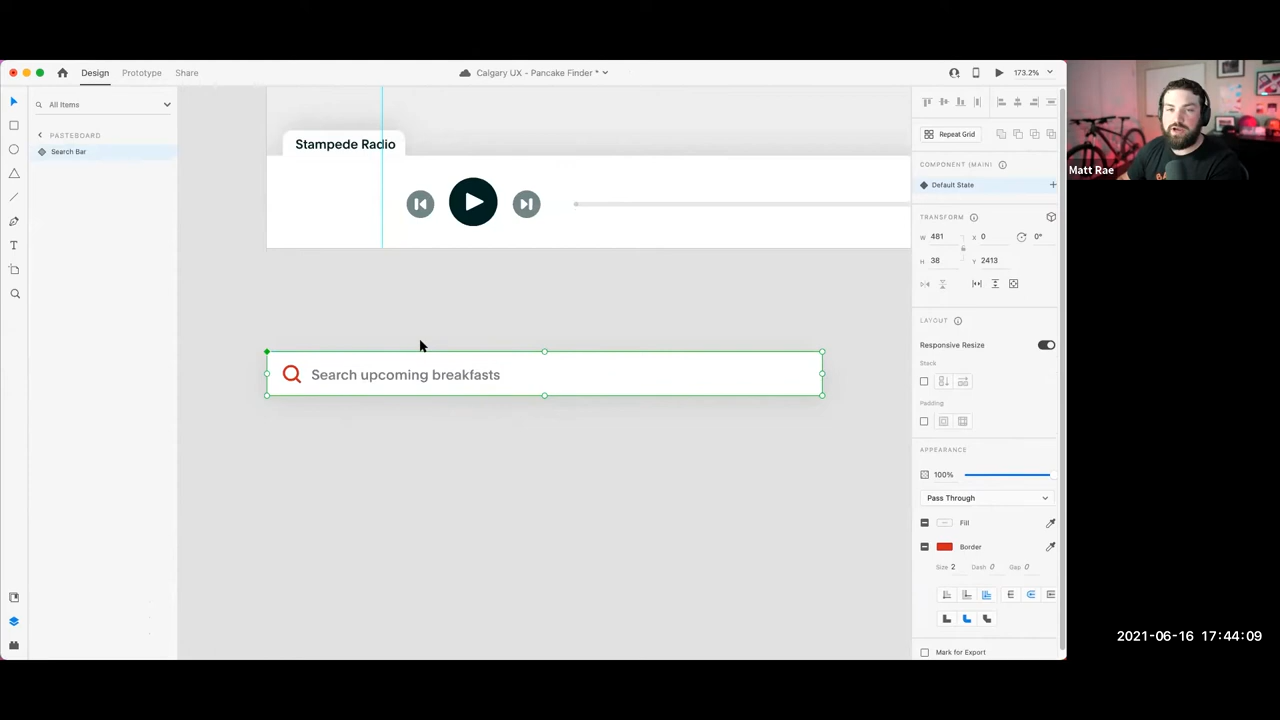 Design
Prototype
Share
Calgary UX - Pancake Finder *
173.2%
All Items
PASTEBOARD
Search Bar
Stampede Radio
Search upcoming breakfasts
Repeat Grid
COMPONENT (MAIN)
Default State
TRANSFORM
W 481 X 0 0°
H 38 Y 2413
LAYOUT
Responsive Resize
Stack
Padding
APPEARANCE
100%
Pass Through
Fill
Border
Size 2 Dash 0 Gap 0
Mark for Export
Matt Rae
2021-06-16 17:44:09